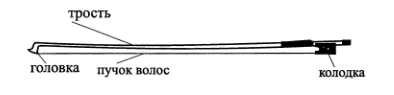 трость
головка
пучок волос
колодка